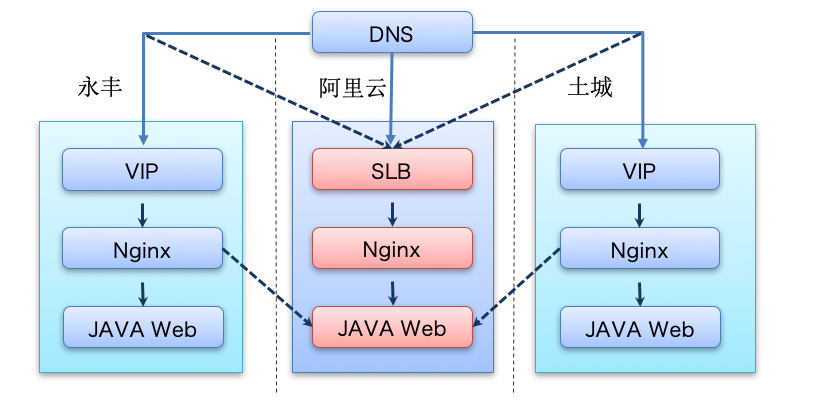 DNS
永丰
阿里云
土城
VIP
SLB
VIP
Nginx
Nginx
Nginx
JAVA Web
JAVA Web
JAVA Web